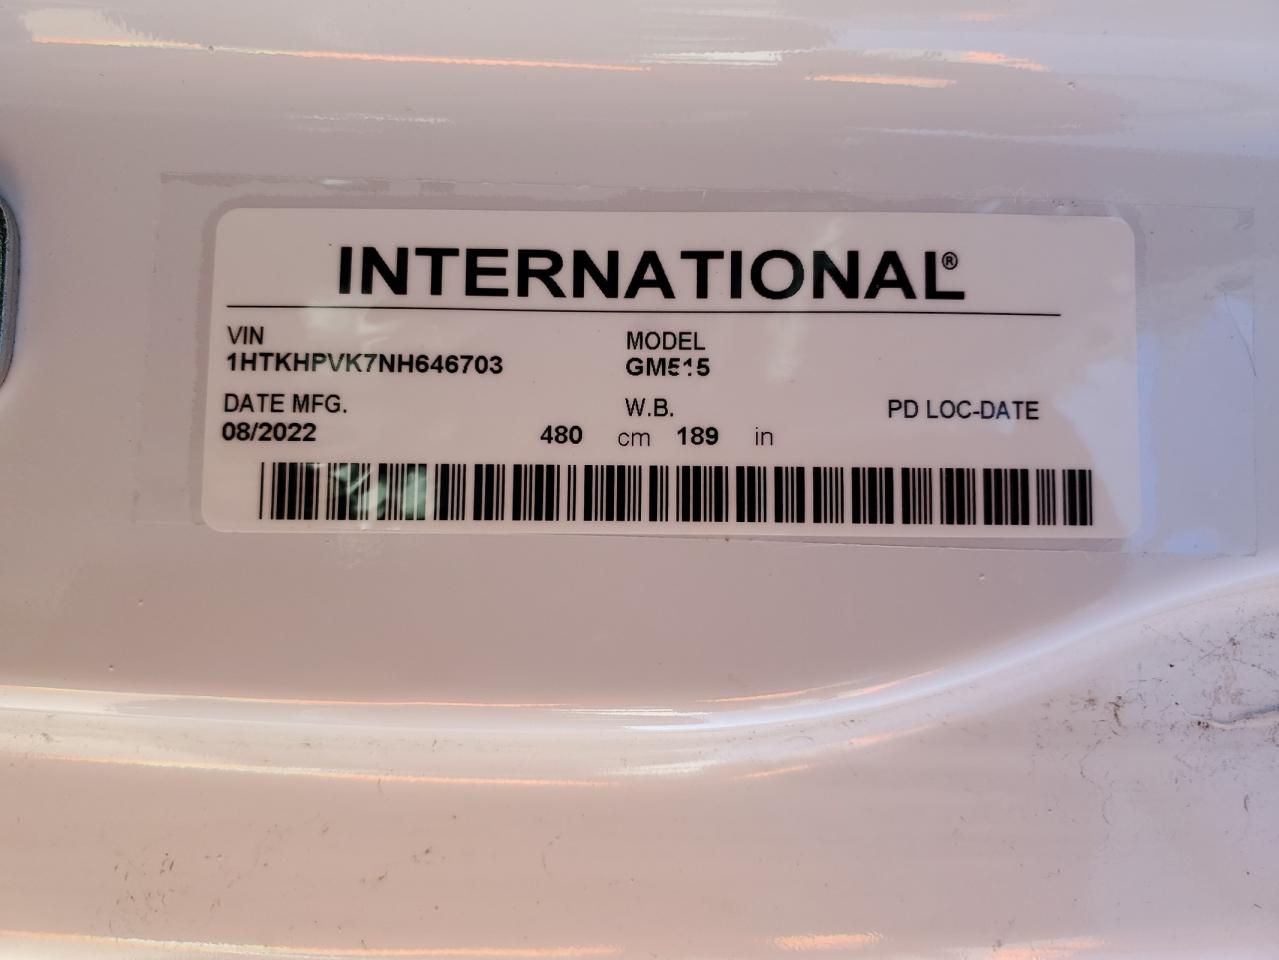 INTERNATIONAL®
VIN
1HTKHPVK7NH646703
MODEL
GM515
DATE MFG.
08/2022
W.B.
480 cm 189 in
PD LOC-DATE